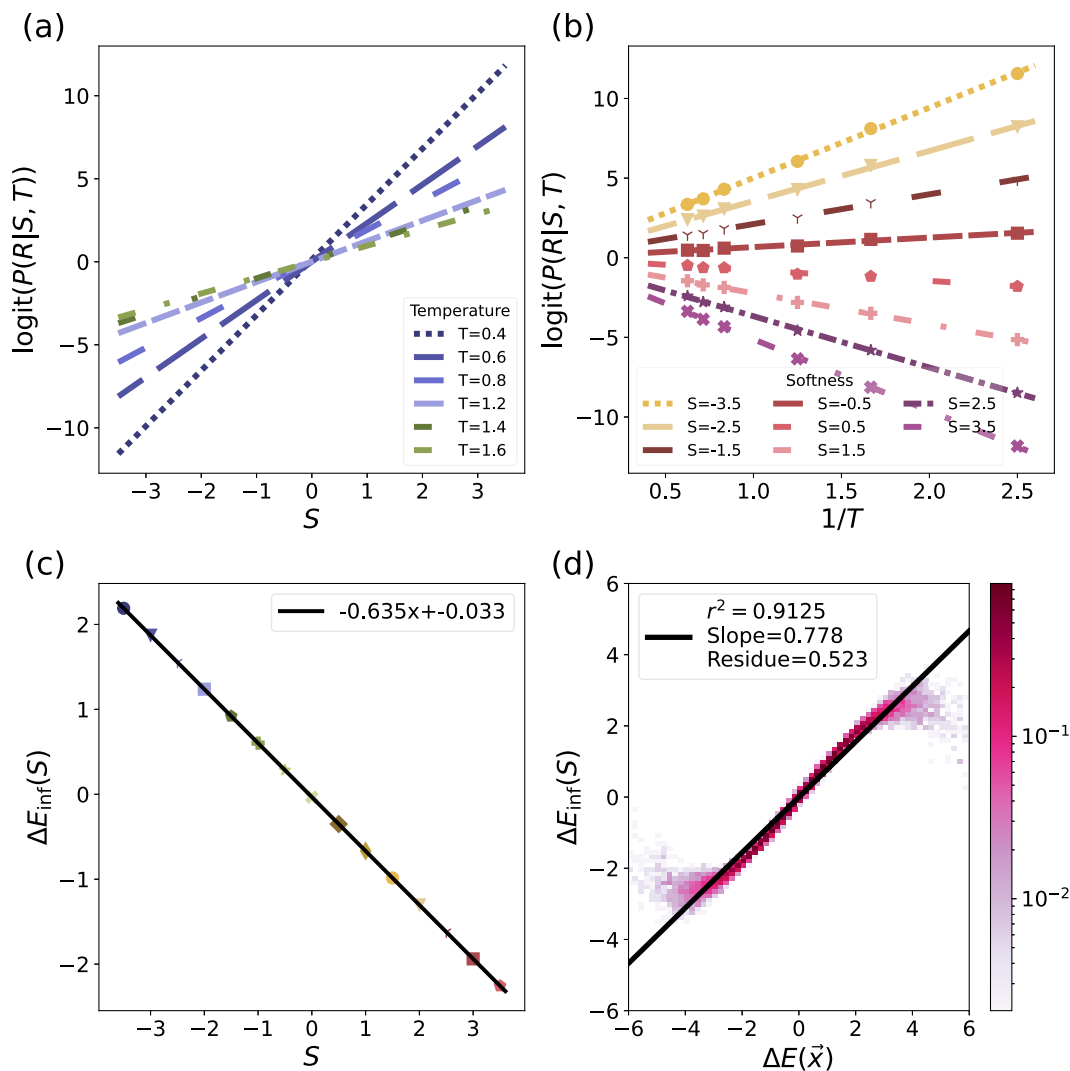 (a)
logit(P(R|S, T))
10
5
0
−5
−10
−3
−2
−1
0
1
2
3
S
Temperature
T=0.4
T=0.6
T=0.8
T=1.2
T=1.4
T=1.6
(b)
logit(P(R|S, T))
10
5
0
−5
−10
0.5
1.0
1.5
2.0
2.5
1/T
Softness
S=-3.5
S=-2.5
S=-1.5
S=-0.5
S=0.5
S=1.5
S=2.5
S=3.5
(c)
ΔE_inf(S)
2
1
0
−1
−2
−3
−2
−1
0
1
2
3
S
-0.635x+-0.033
(d)
ΔE_inf(S)
6
4
2
0
−2
−4
−6
−6
−4
−2
0
2
4
6
ΔE(x⃗)
r² = 0.9125
Slope=0.778
Residue=0.523
10⁻¹
10⁻²